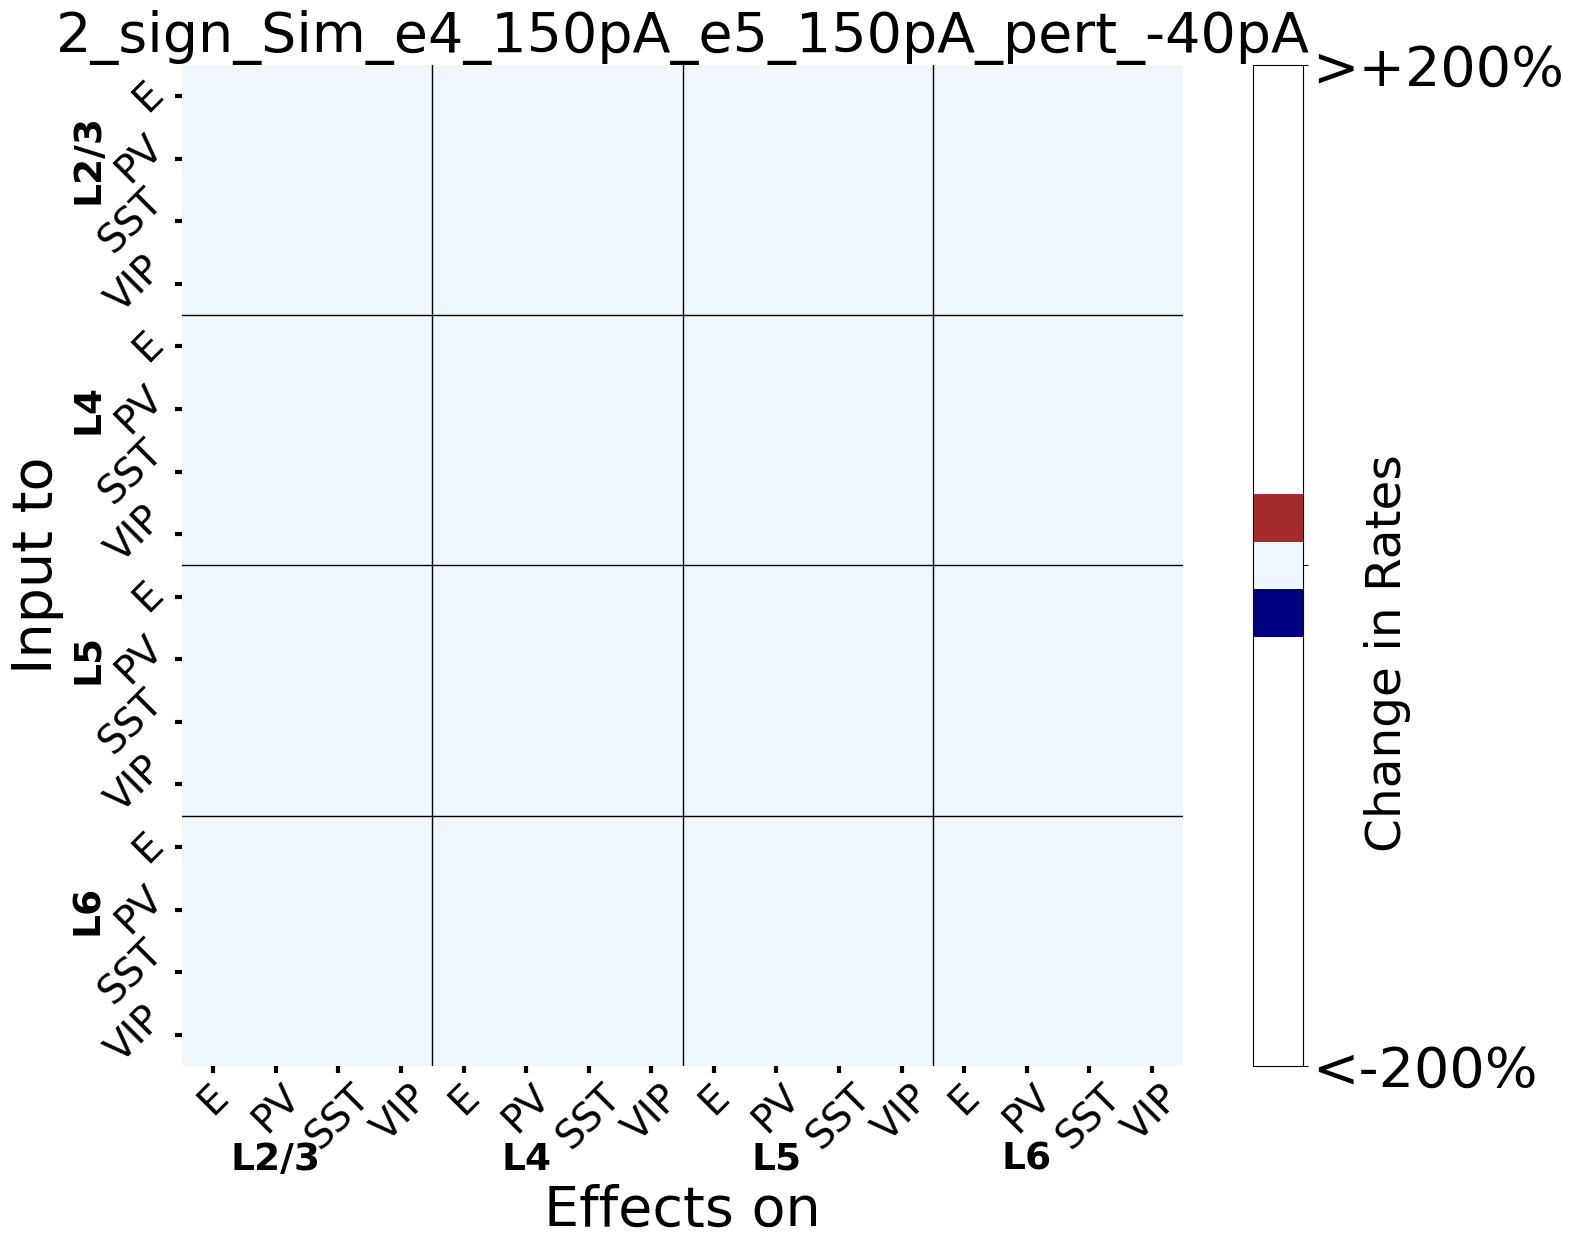 2_sign_Sim_e4_150pA_e5_150pA_pert_-40pA
>+200%
<-200%
Change in Rates
Input to
L2/3
E
PV
SST
VIP
L4
E
PV
SST
VIP
L5
E
PV
SST
VIP
L6
E
PV
SST
VIP
E PV SST VIP E PV SST VIP E PV SST VIP E PV SST VIP
L2/3 L4 L5 L6
Effects on